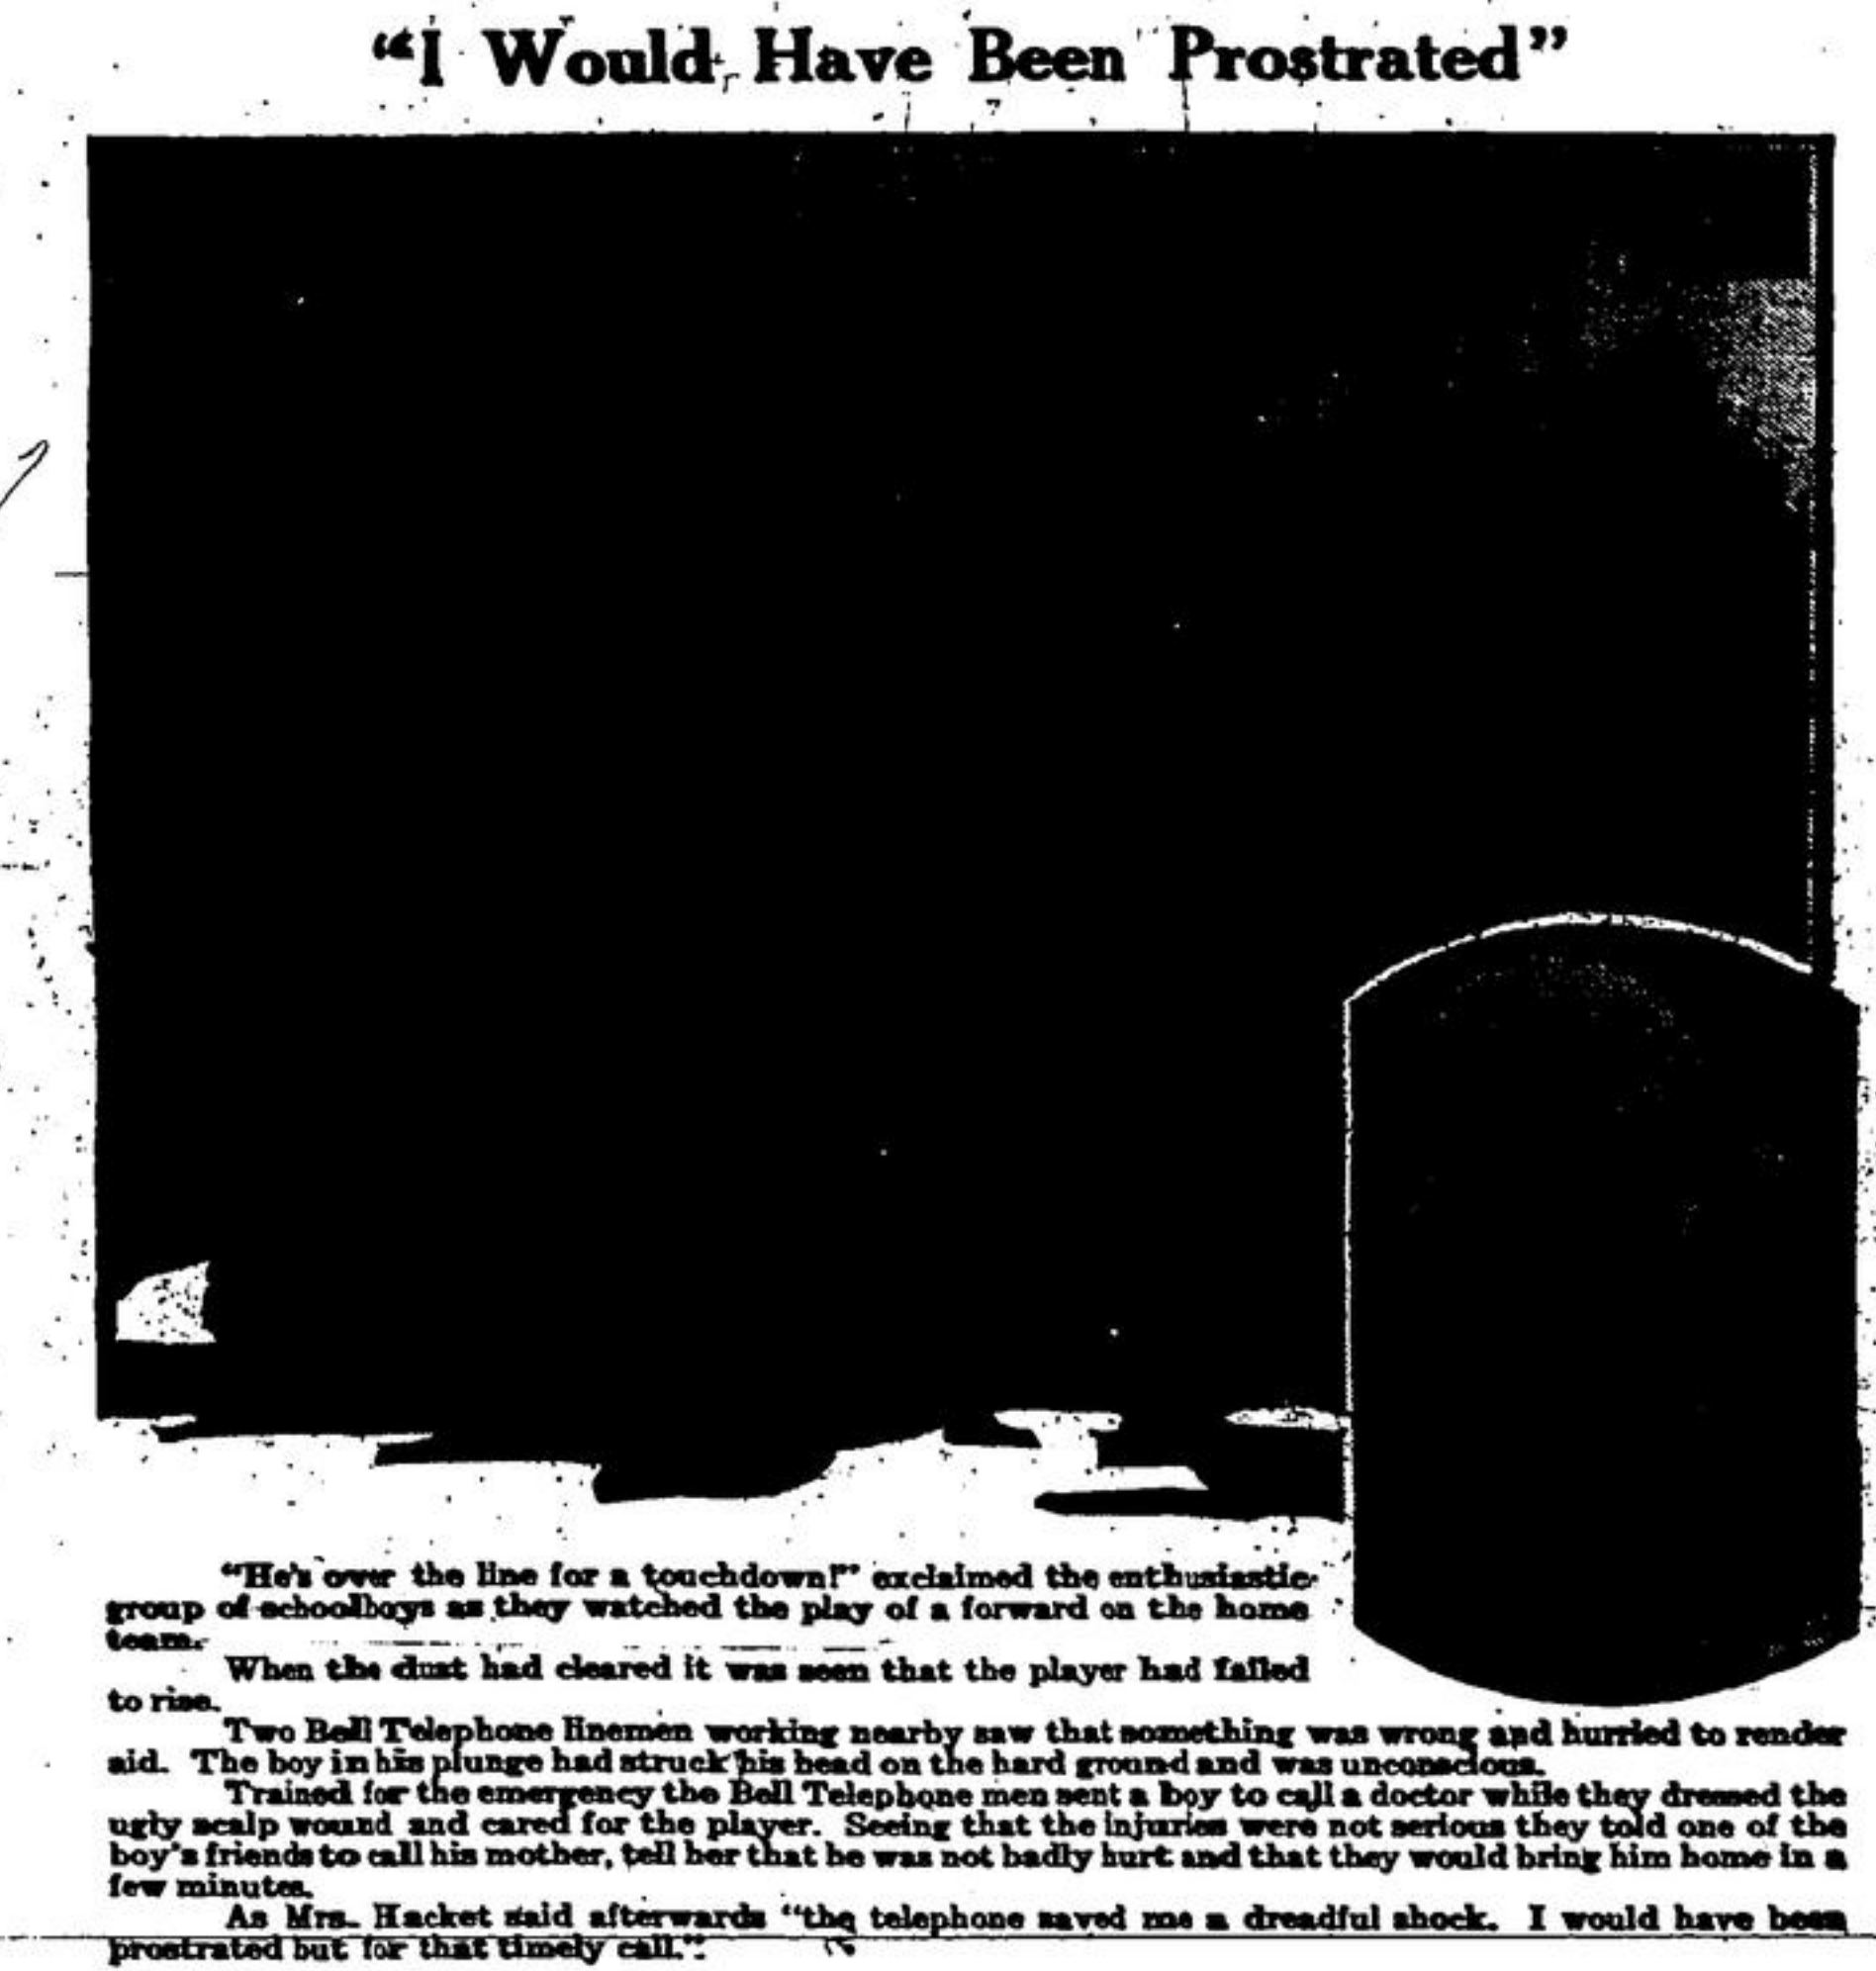 "I Would Have Been Prostrated"
"He's over the line for a touchdown!" exclaimed the enthusiastic
group of schoolboys as they watched the play of a forward on the home
team.
When the dust had cleared it was seen that the player had failed
to rise.
Two Bell Telephone linemen working nearby saw that something was wrong and hurried to render
aid. The boy in his plunge had struck his head on the hard ground and was unconscious.
Trained for the emergency the Bell Telephone men sent a boy to call a doctor while they dressed the
ugly scalp wound and cared for the player. Seeing that the injuries were not serious they told one of the
boy's friends to call his mother, tell her that he was not badly hurt and that they would bring him home in a
few minutes.
As Mrs. Hacket said afterwards "the telephone saved me a dreadful shock. I would have been
prostrated but for that timely call."